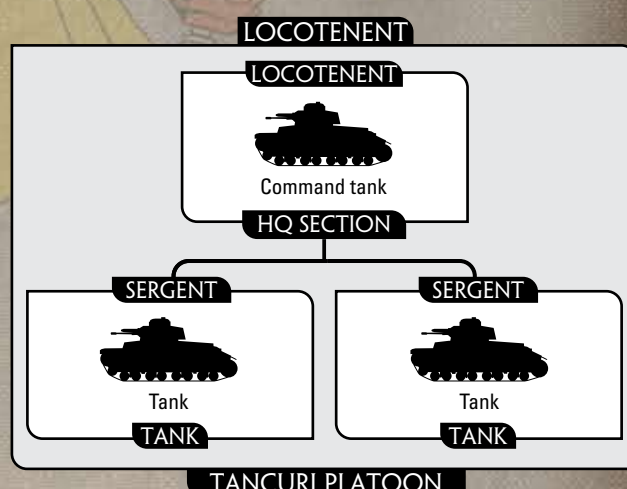 LOCOTENENT
LOCOTENENT
Command tank
HQ SECTION
SERGENT SERGENT
Tank Tank
TANK TANK
TANCURI PLATOON